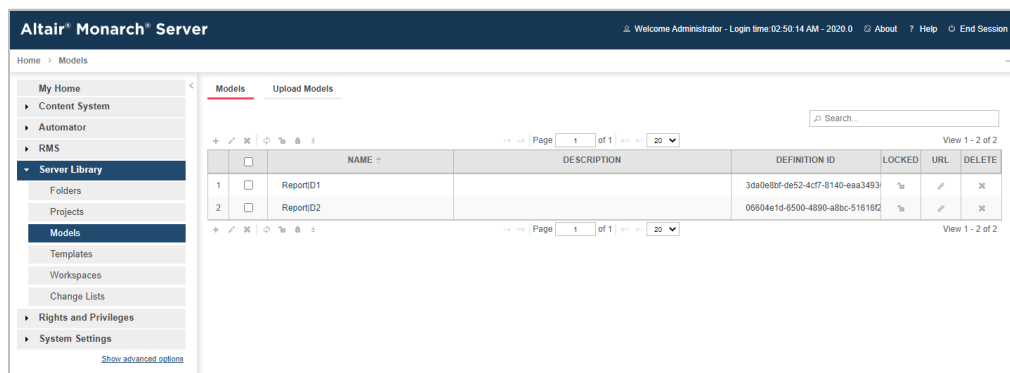 Altair® Monarch® Server
Welcome Administrator - Login time:02:50:14 AM - 2020.0 About ? Help End Session
Home > Models
My Home
Content System
Automator
RMS
Server Library
Folders
Projects
Models
Templates
Workspaces
Change Lists
Rights and Privileges
System Settings
Show advanced options
Models Upload Models
Search...
Page 1 of 1 20 View 1 - 2 of 2
NAME DESCRIPTION DEFINITION ID LOCKED URL DELETE
1 Report|D1 3da0e8bf-de52-4cf7-8140-eaa3493
2 Report|D2 06604e1d-6500-4890-a8bc-51616f2
Page 1 of 1 20 View 1 - 2 of 2